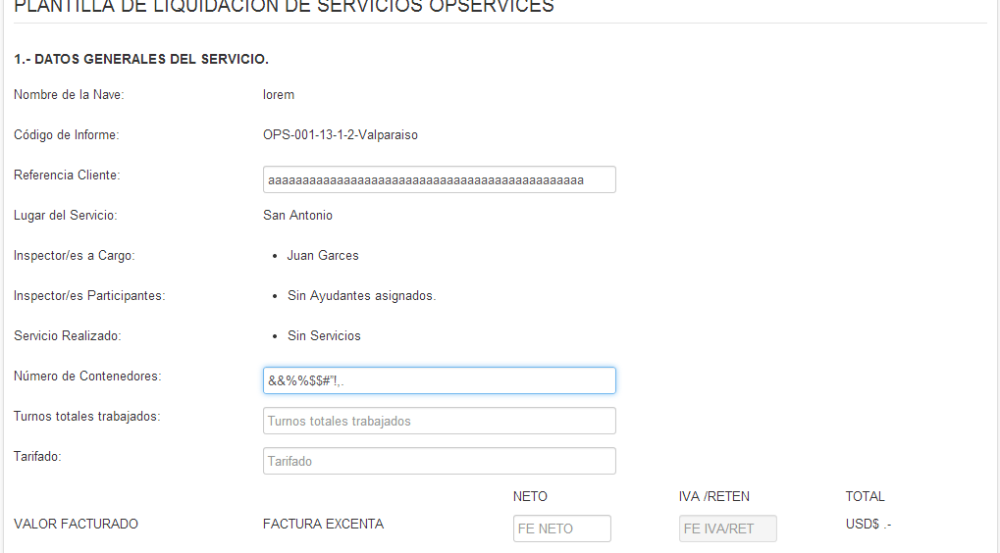 PLANTILLA DE LIQUIDACION DE SERVICIOS OPSERVICES
1.- DATOS GENERALES DEL SERVICIO.
Nombre de la Nave: lorem
Código de Informe: OPS-001-13-1-2-Valparaiso
Referencia Cliente: aaaaaaaaaaaaaaaaaaaaaaaaaaaaaaaaaaaaaaaaaaaaaa
Lugar del Servicio: San Antonio
Inspector/es a Cargo: • Juan Garces
Inspector/es Participantes: • Sin Ayudantes asignados.
Servicio Realizado: • Sin Servicios
Número de Contenedores: &&%%$$#"!,.
Turnos totales trabajados: Turnos totales trabajados
Tarifado: Tarifado
NETO IVA /RETEN TOTAL
VALOR FACTURADO FACTURA EXCENTA FE NETO FE IVA/RET USD$ .-